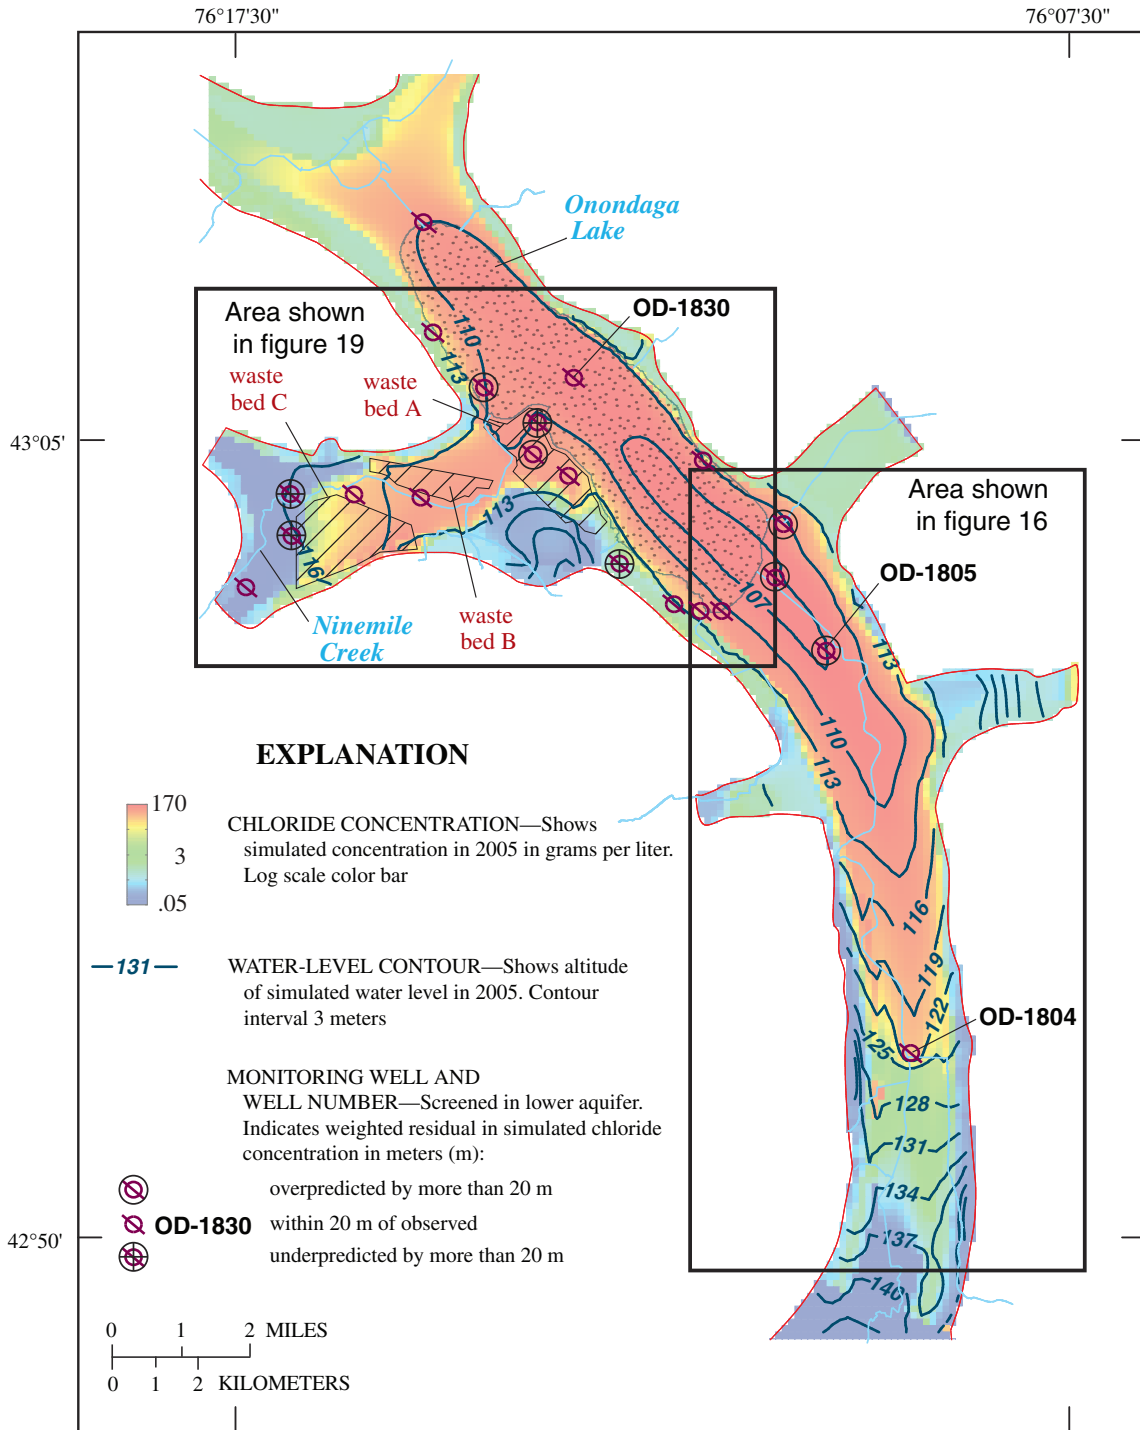 76°17'30"
76°07'30"
Onondaga
Lake
Area shown
in figure 19
OD-1830
110
113
waste
bed C
waste
bed A
43°05'
Area shown
in figure 16
113
116
OD-1805
107
Ninemile
Creek
waste
bed B
113
110
113
EXPLANATION
170
3
.05
CHLORIDE CONCENTRATION—Shows
simulated concentration in 2005 in grams per liter.
Log scale color bar
116
119
122
125
OD-1804
131
WATER-LEVEL CONTOUR—Shows altitude
of simulated water level in 2005. Contour
interval 3 meters
128
131
134
137
140
MONITORING WELL AND
WELL NUMBER—Screened in lower aquifer.
Indicates weighted residual in simulated chloride
concentration in meters (m):
overpredicted by more than 20 m
OD-1830 within 20 m of observed
underpredicted by more than 20 m
42°50'
0 1 2 MILES
0 1 2 KILOMETERS